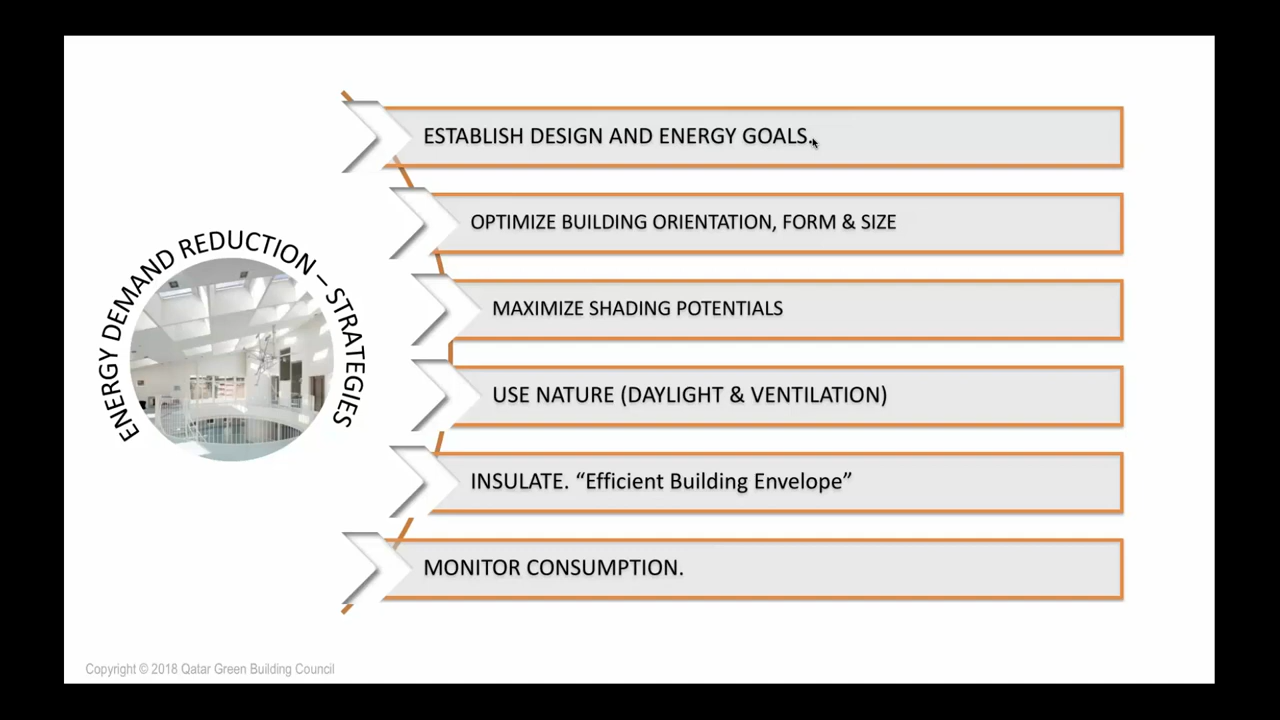 ENERGY DEMAND REDUCTION – STRATEGIES
ESTABLISH DESIGN AND ENERGY GOALS.
OPTIMIZE BUILDING ORIENTATION, FORM & SIZE
MAXIMIZE SHADING POTENTIALS
USE NATURE (DAYLIGHT & VENTILATION)
INSULATE. “Efficient Building Envelope”
MONITOR CONSUMPTION.
Copyright © 2018 Qatar Green Building Council